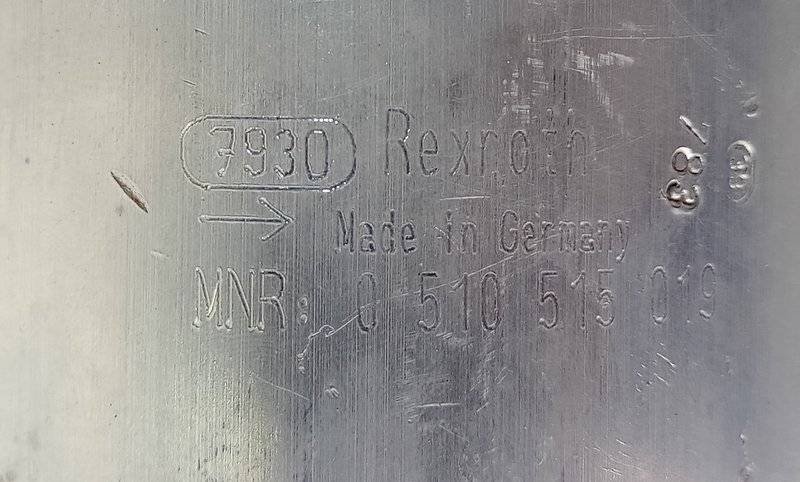 7930 Rexroth
Made in Germany
MNR: 0 510 515 019
783